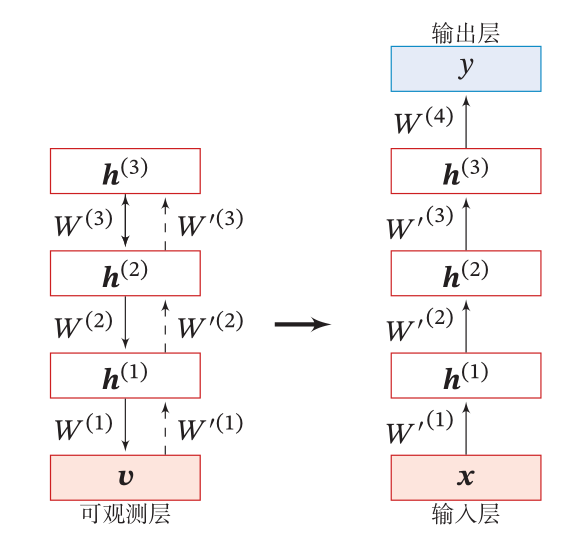 h(3)
W(3)
W′(3)
h(2)
W(2)
W′(2)
h(1)
W(1)
W′(1)
v
可观测层
输出层
y
W(4)
h(3)
W′(3)
h(2)
W′(2)
h(1)
W′(1)
x
输入层